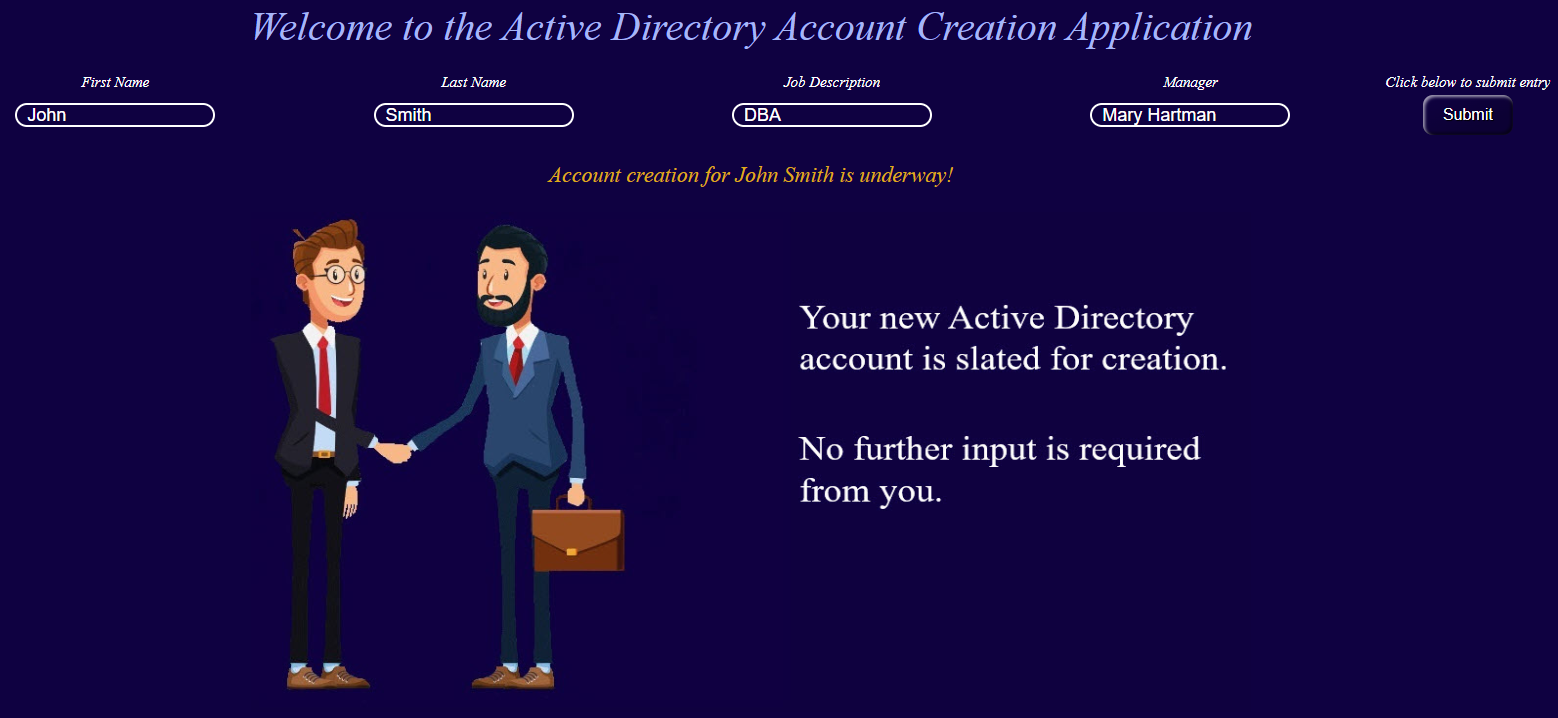 Welcome to the Active Directory Account Creation Application
First Name
Last Name
Job Description
Manager
Click below to submit entry
John
Smith
DBA
Mary Hartman
Submit
Account creation for John Smith is underway!
Your new Active Directory
account is slated for creation.
No further input is required
from you.